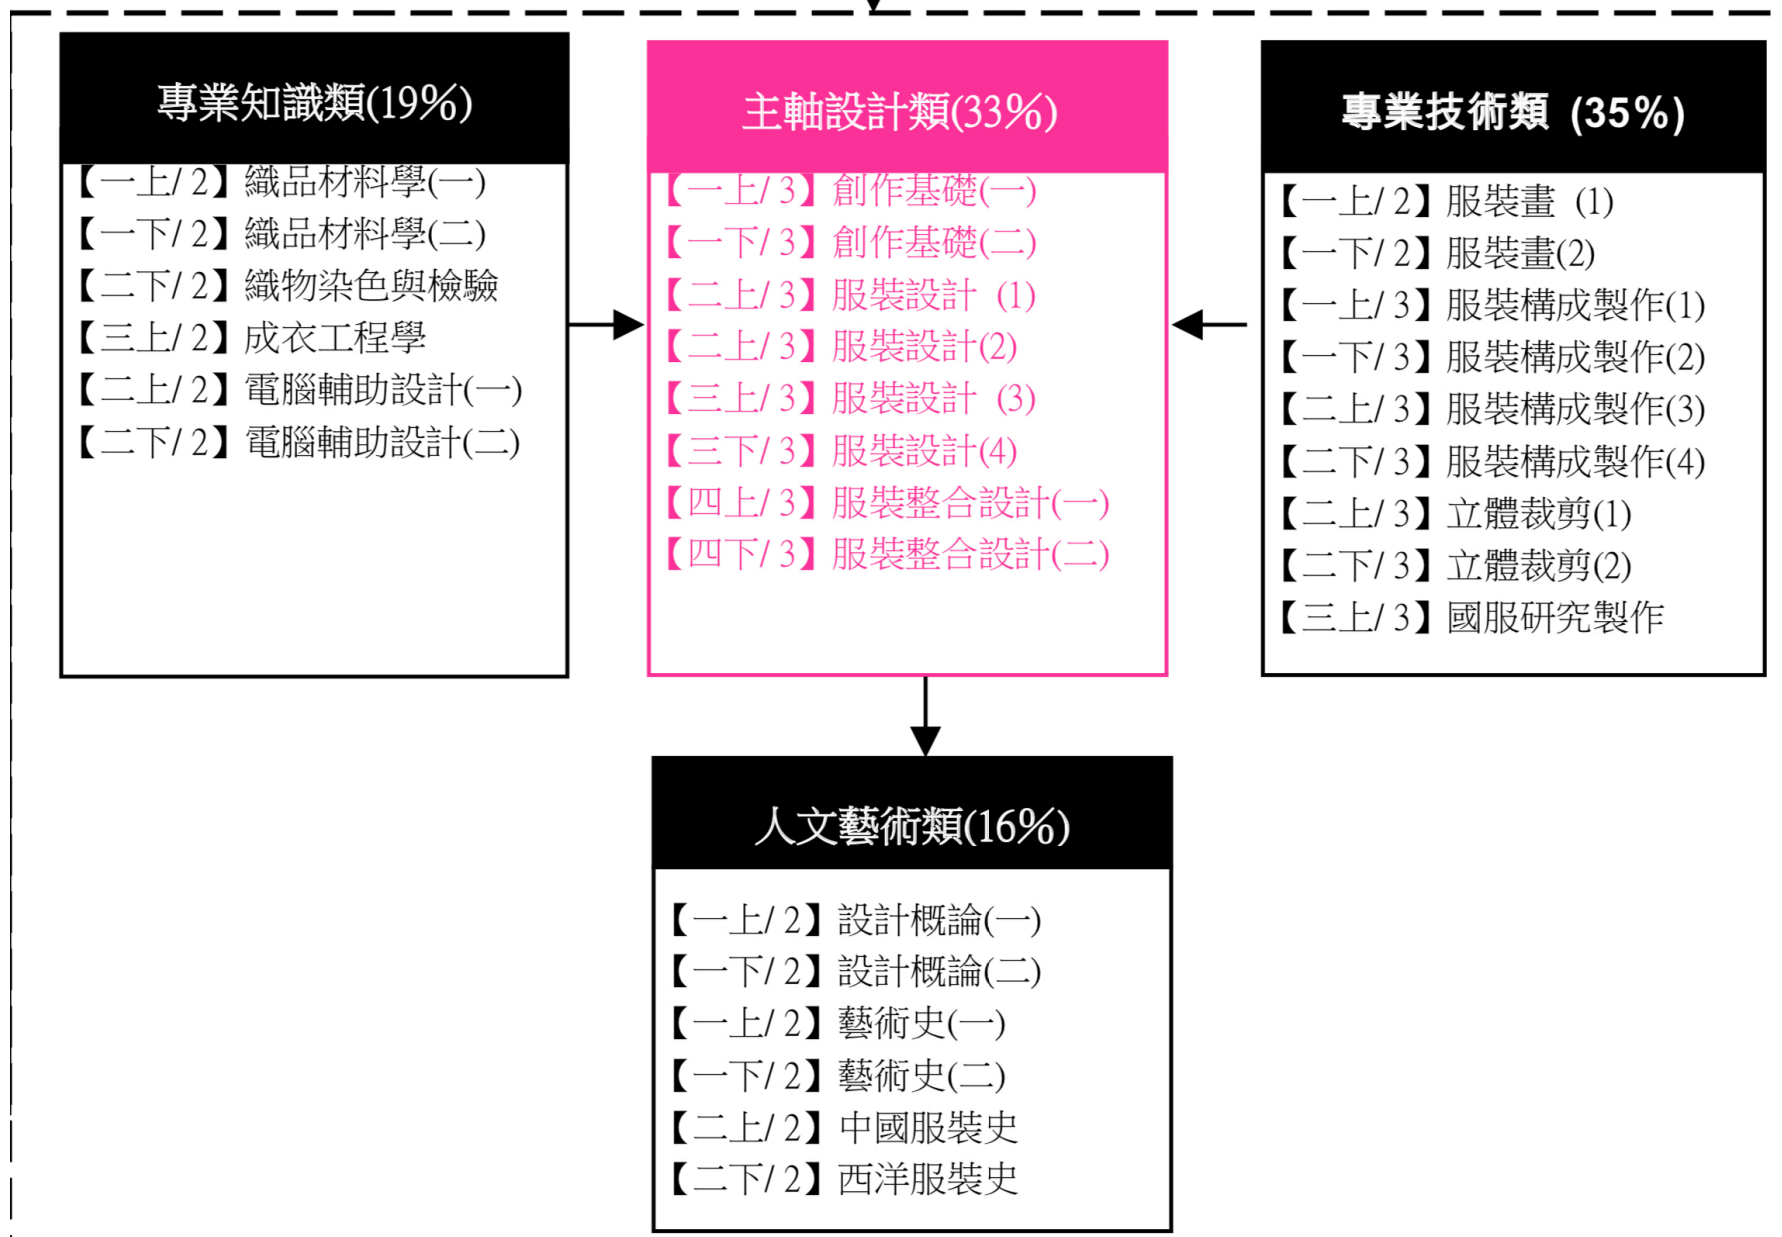 專業知識類(19%)
【一上/2】織品材料學(一)
【一下/2】織品材料學(二)
【二下/2】織物染色與檢驗
【三上/2】成衣工程學
【二上/2】電腦輔助設計(一)
【二下/2】電腦輔助設計(二)
主軸設計類(33%)
【一上/3】創作基礎(一)
【一下/3】創作基礎(二)
【二上/3】服裝設計 (1)
【二上/3】服裝設計(2)
【三上/3】服裝設計 (3)
【三下/3】服裝設計(4)
【四上/3】服裝整合設計(一)
【四下/3】服裝整合設計(二)
專業技術類 (35%)
【一上/2】服裝畫 (1)
【一下/2】服裝畫(2)
【一上/3】服裝構成製作(1)
【一下/3】服裝構成製作(2)
【二上/3】服裝構成製作(3)
【二下/3】服裝構成製作(4)
【二上/3】立體裁剪(1)
【二下/3】立體裁剪(2)
【三上/3】國服研究製作
人文藝術類(16%)
【一上/2】設計概論(一)
【一下/2】設計概論(二)
【一上/2】藝術史(一)
【一下/2】藝術史(二)
【二上/2】中國服裝史
【二下/2】西洋服裝史